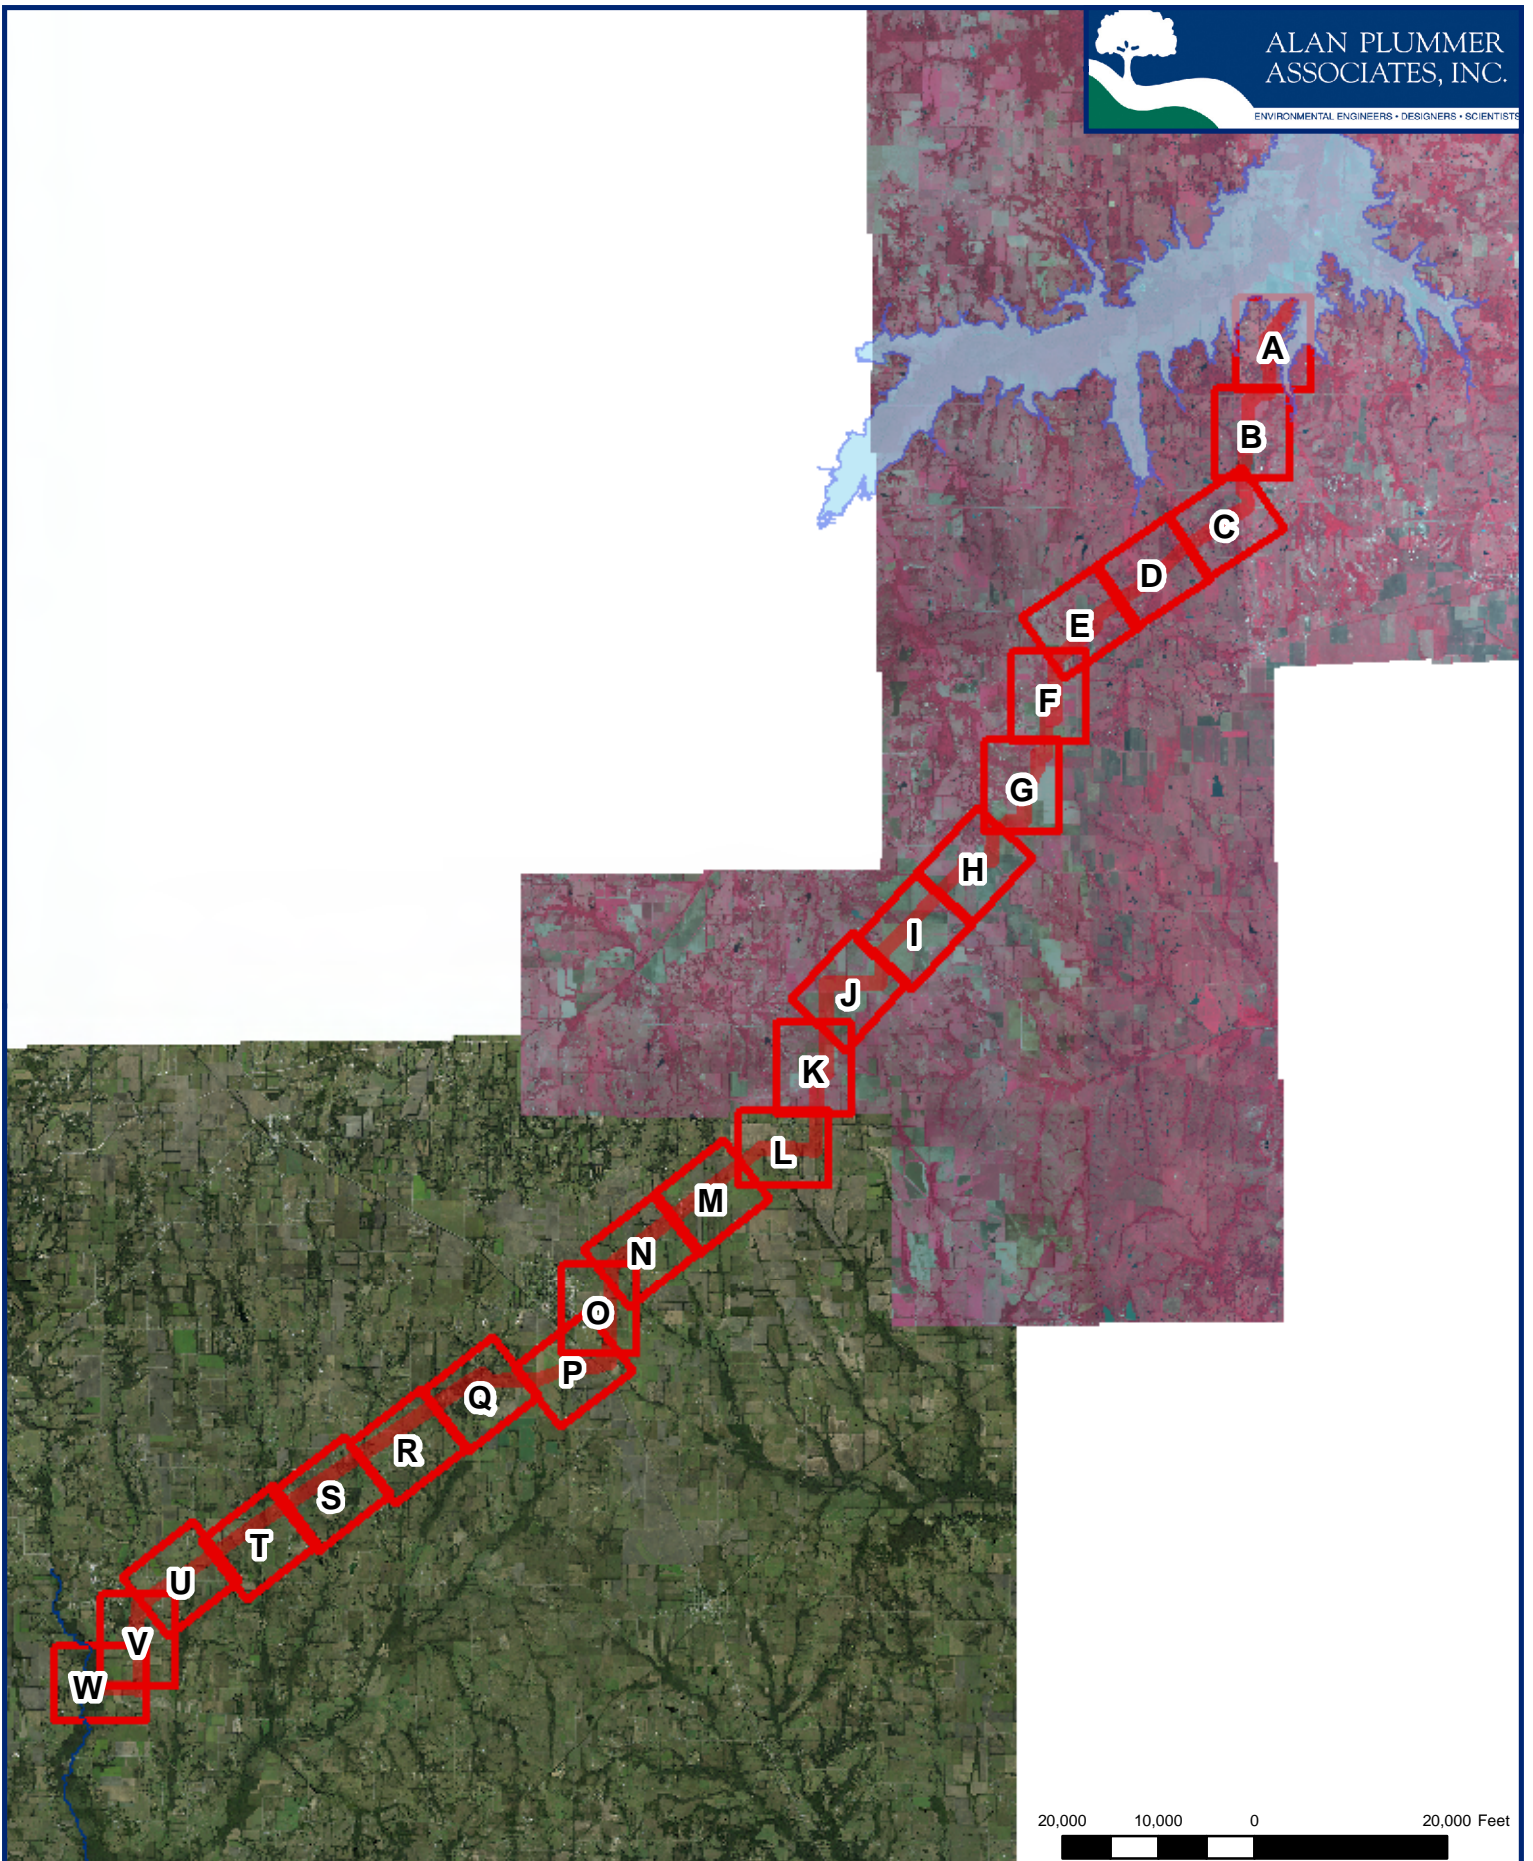 ALAN PLUMMER
ASSOCIATES, INC.
ENVIRONMENTAL ENGINEERS • DESIGNERS • SCIENTISTS
A
B
C
D
E
F
G
H
I
J
K
L
M
N
O
P
Q
R
S
T
U
V
W
20,000 10,000 0 20,000 Feet